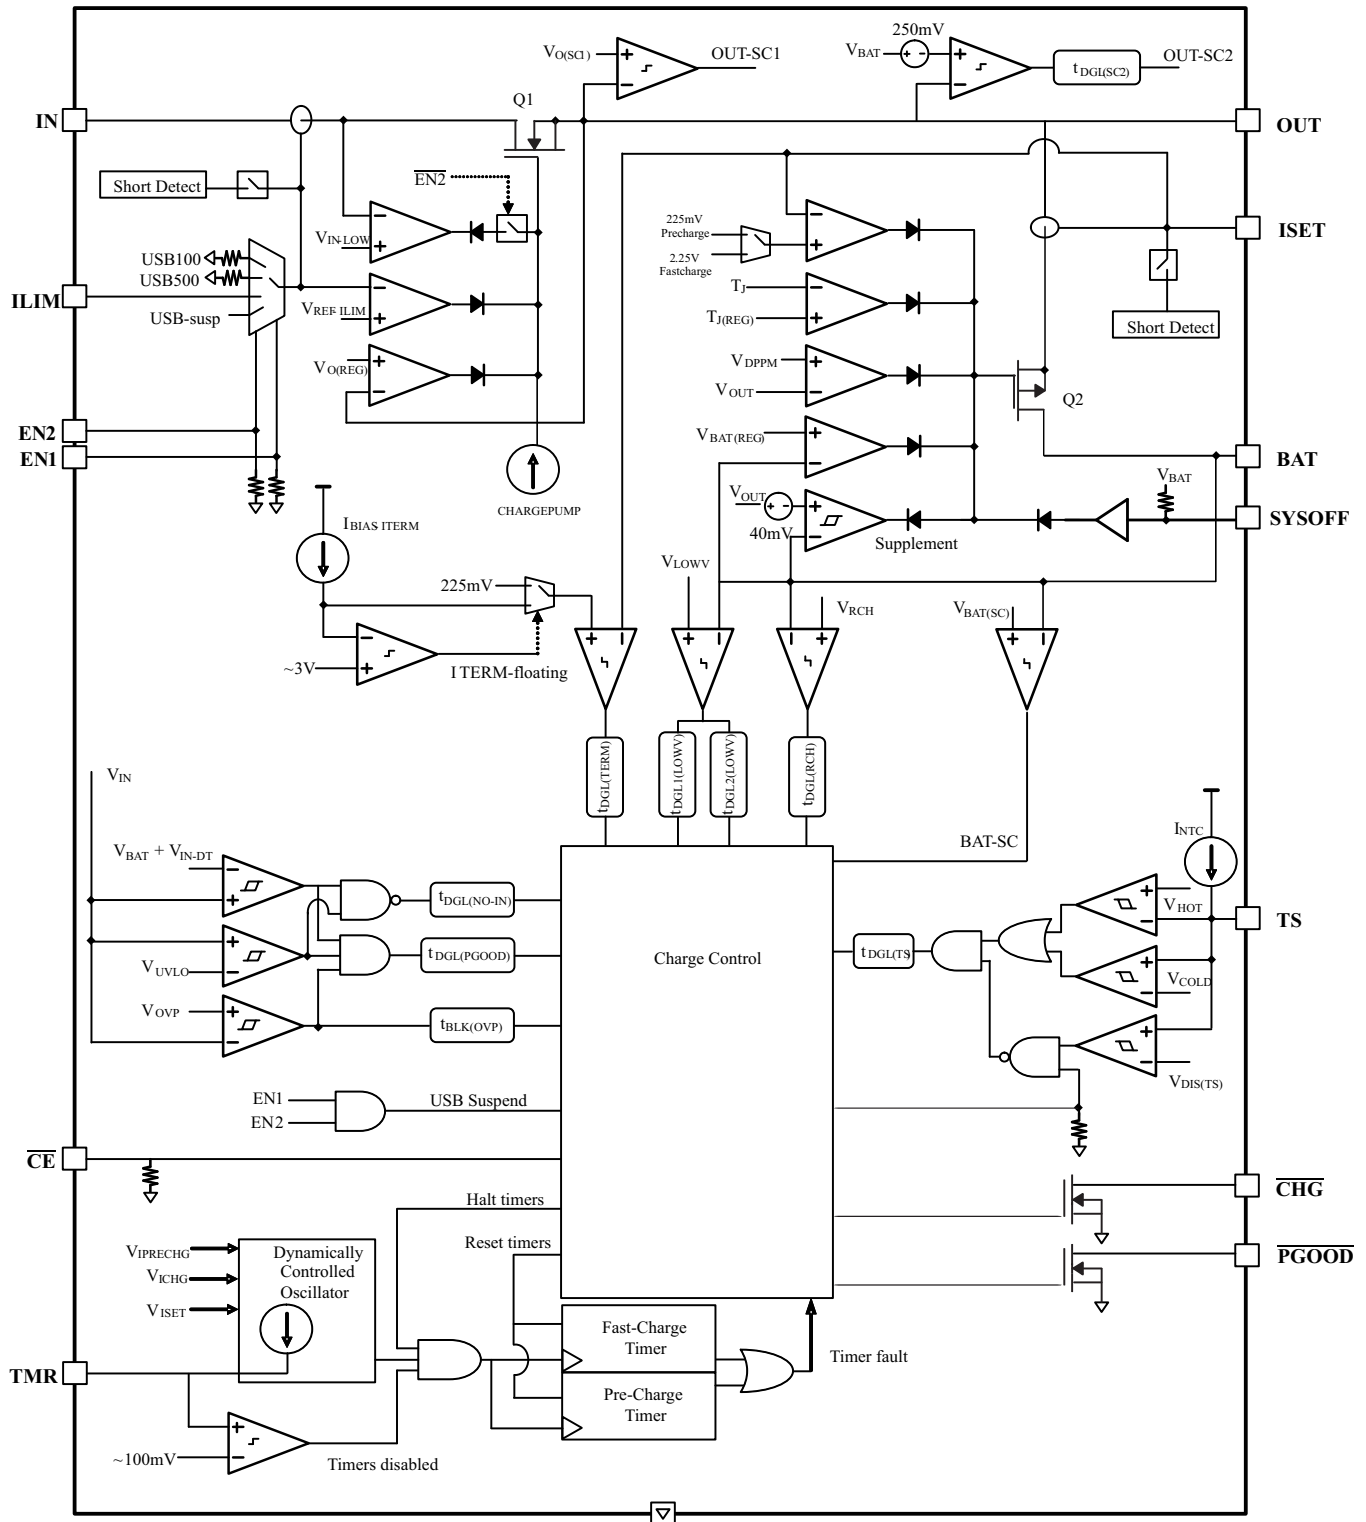 250mV
VO(SC1)
OUT-SC1
VBAT
tDGL(SC2)
OUT-SC2
Q1
IN
OUT
Short Detect
EN2
225mV
Precharge
2.25V
Fastcharge
VIN-LOW
ISET
USB100
USB500
ILIM
USB-susp
VREF-ILIM
TJ
TJ(REG)
Short Detect
VO(REG)
VDPPM
VOUT
Q2
EN2
EN1
VBAT(REG)
BAT
VBAT
CHARGEPUMP
VOUT
40mV
Supplement
SYSOFF
IBIAS ITERM
VLOWV
225mV
VRCH
VBAT(SC)
~3V
I TERM-floating
tDGL(TERM)
tDGL1(LOWV)
tDGL2(LOWV)
tDGL(RCH)
VIN
BAT-SC
INTC
VBAT + VIN-DT
tDGL(NO-IN)
VHOT
TS
tDGL(PGOOD)
Charge Control
tDGL(TS)
VUVLO
VCOLD
VOVP
tBLK(OVP)
VDIS(TS)
EN1
EN2
USB Suspend
CE
Halt timers
CHG
Reset timers
VIPRECHG
VICHG
VISET
Dynamically
Controlled
Oscillator
PGOOD
Fast-Charge
Timer
Timer fault
TMR
Pre-Charge
Timer
~100mV
Timers disabled